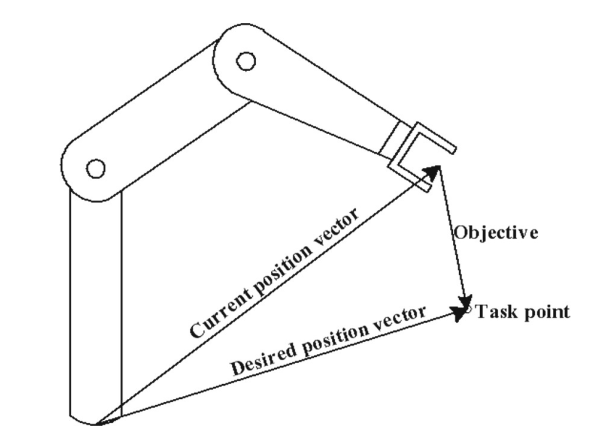 Current position vector
Objective
Desired position vector
Task point